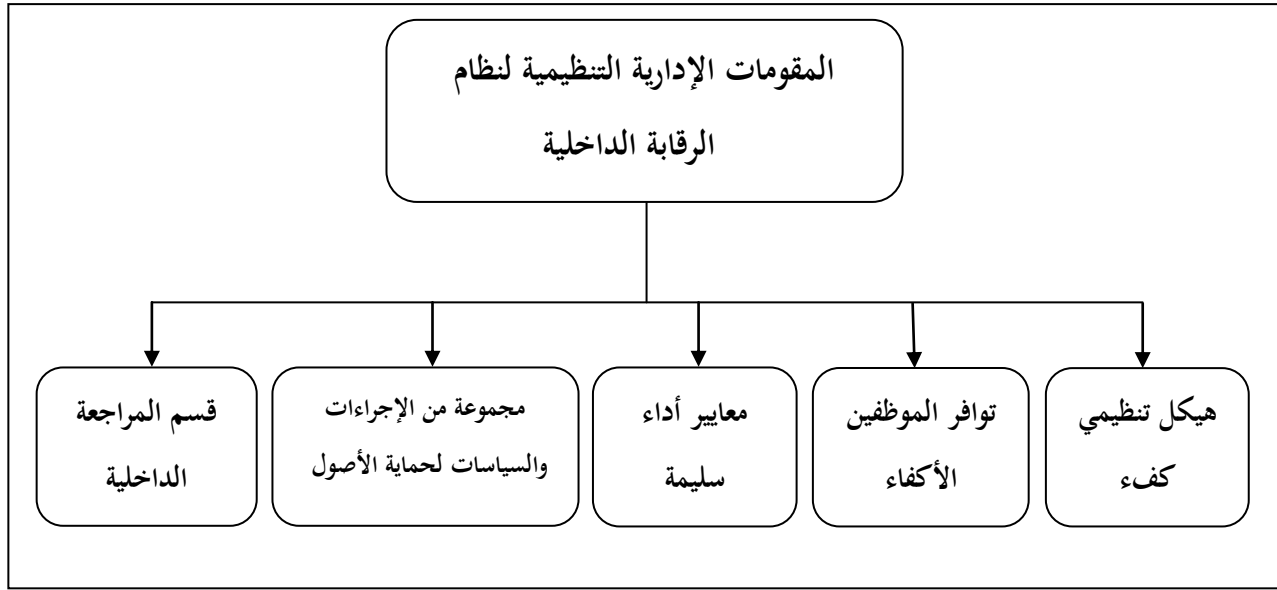 المقومات الإدارية التنظيمية لنظام
الرقابة الداخلية
هيكل تنظيمي
كفء
توافر الموظفين
الأكفاء
معايير أداء
سليمة
مجموعة من الإجراءات
والسياسات لحماية الأصول
قسم المراجعة
الداخلية